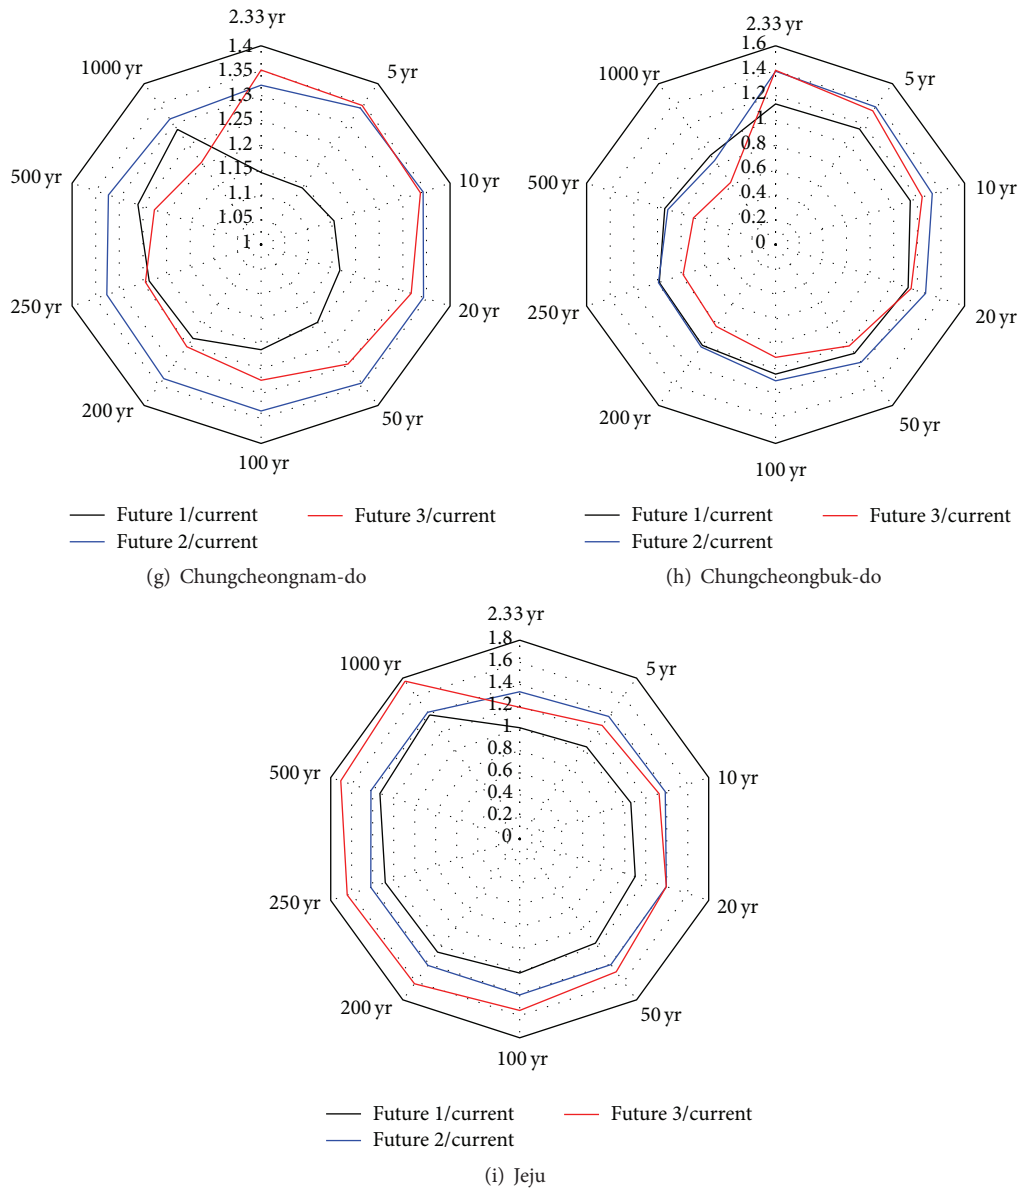 2.33 yr
1.4
1.35
1.3
1.25
1.2
1.15
1.1
1.05
1
5 yr
10 yr
20 yr
50 yr
100 yr
200 yr
250 yr
500 yr
1000 yr
Future 1/current
Future 2/current
Future 3/current
(g) Chungcheongnam-do
2.33 yr
1.6
1.4
1.2
1
0.8
0.6
0.4
0.2
0
5 yr
10 yr
20 yr
50 yr
100 yr
200 yr
250 yr
500 yr
1000 yr
Future 1/current
Future 2/current
Future 3/current
(h) Chungcheongbuk-do
2.33 yr
1.8
1.6
1.4
1.2
1
0.8
0.6
0.4
0.2
0
5 yr
10 yr
20 yr
50 yr
100 yr
200 yr
250 yr
500 yr
1000 yr
Future 1/current
Future 2/current
Future 3/current
(i) Jeju